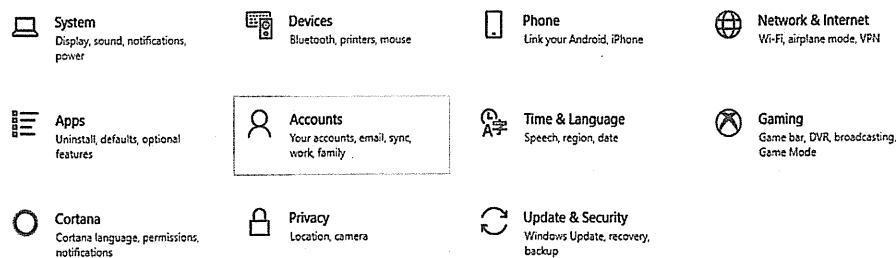 System
Display, sound, notifications,
power
Devices
Bluetooth, printers, mouse
Phone
Link your Android, iPhone
Network & Internet
Wi-Fi, airplane mode, VPN
Apps
Uninstall, defaults, optional
features
Accounts
Your accounts, email, sync,
work, family
Time & Language
Speech, region, date
Gaming
Game bar, DVR, broadcasting,
Game Mode
Cortana
Cortana language, permissions,
notifications
Privacy
Location, camera
Update & Security
Windows Update, recovery,
backup